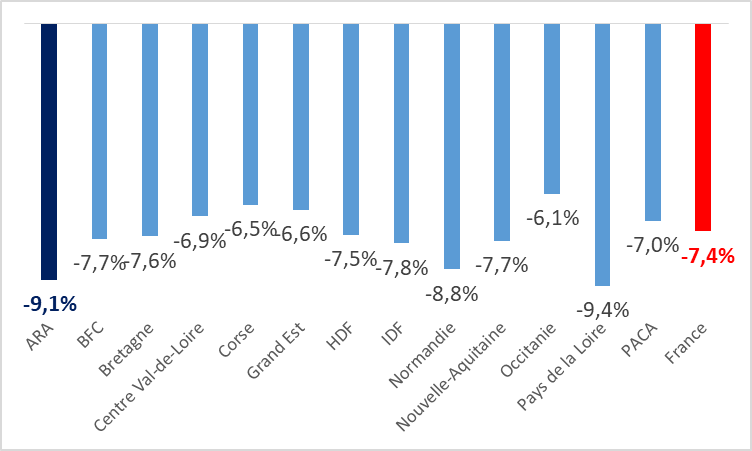 -9,1%
-7,7%
-7,6%
-6,9%
-6,5%
-6,6%
-7,5%
-7,8%
-8,8%
-7,7%
-6,1%
-9,4%
-7,0%
-7,4%
ARA
BFC
Bretagne
Centre Val-de-Loire
Corse
Grand Est
HDF
IDF
Normandie
Nouvelle-Aquitaine
Occitanie
Pays de la Loire
PACA
France